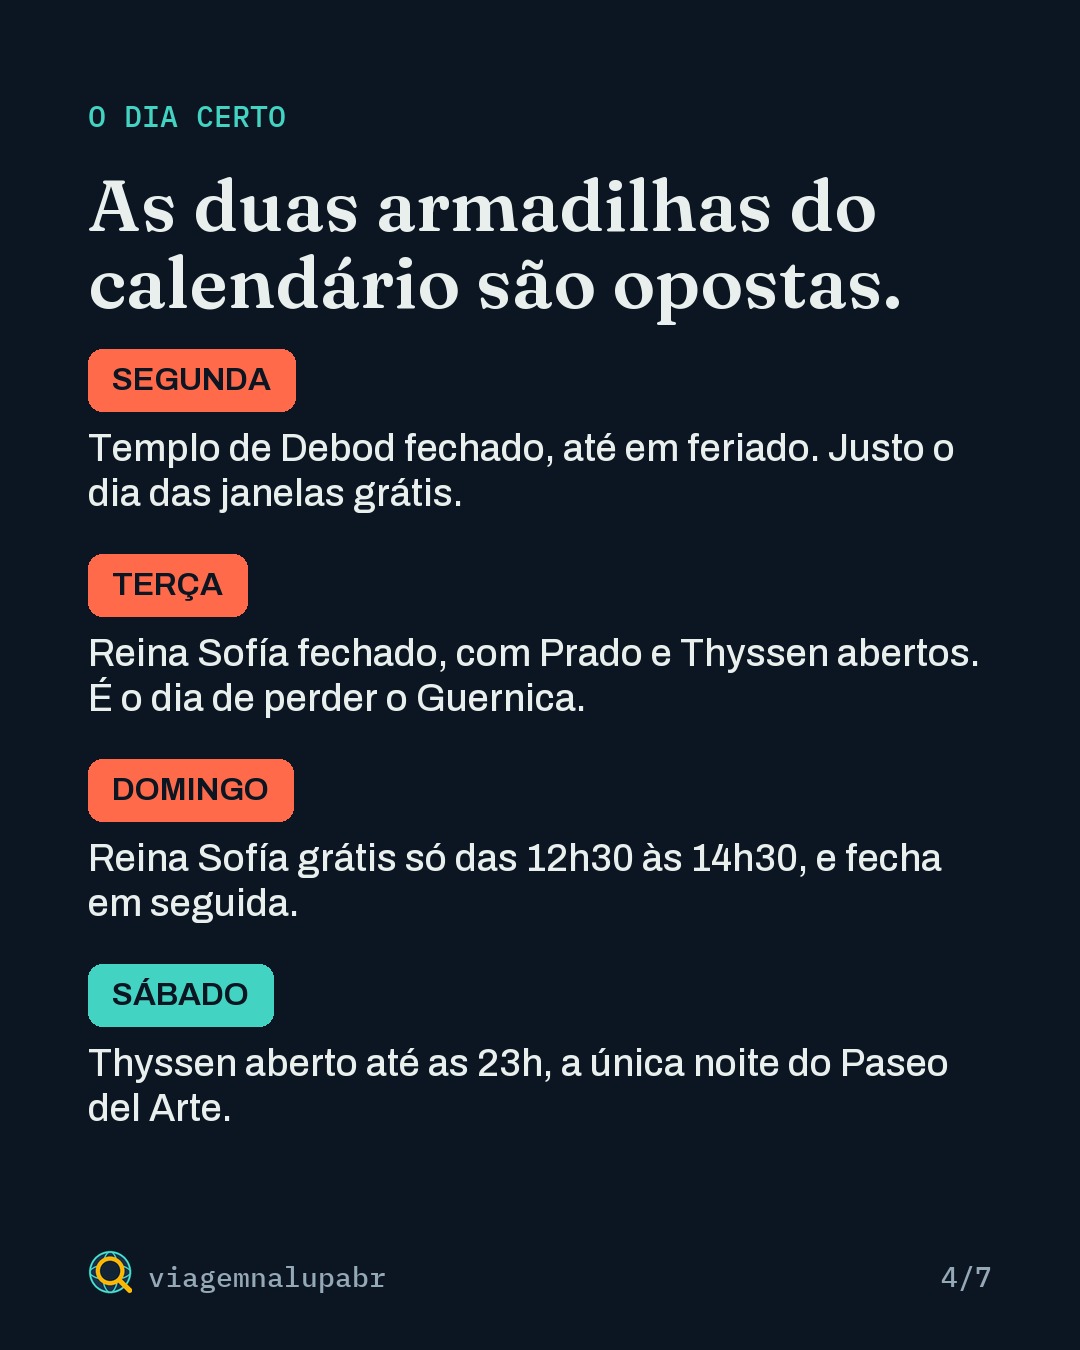 O DIA CERTO
As duas armadilhas do
calendário são opostas.
SEGUNDA
Templo de Debod fechado, até em feriado. Justo o
dia das janelas grátis.
TERÇA
Reina Sofía fechado, com Prado e Thyssen abertos.
É o dia de perder o Guernica.
DOMINGO
Reina Sofía grátis só das 12h30 às 14h30, e fecha
em seguida.
SÁBADO
Thyssen aberto até as 23h, a única noite do Paseo
del Arte.
viagemnalupabr
4/7